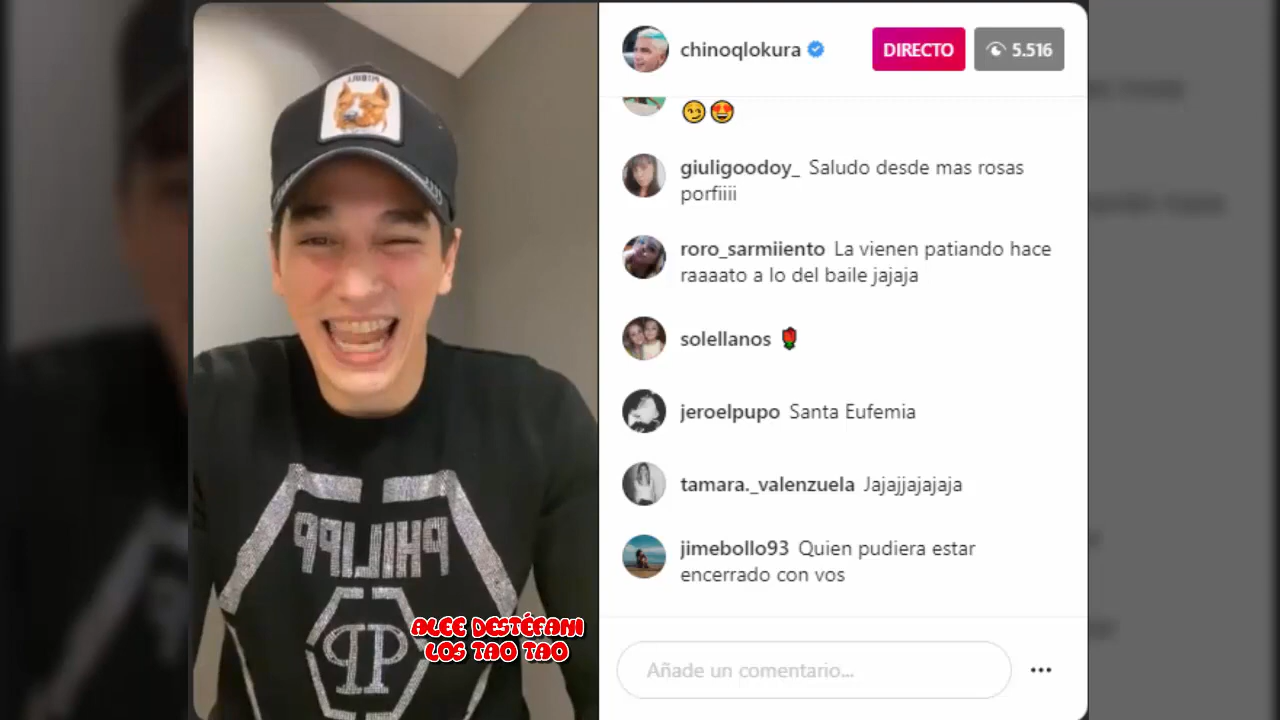 PITBULL
PHILIPP
PP
ALEE DESTÉFANI
LOS TAO TAO
chinoqlokura
DIRECTO
5.516
😏😍
giuligoodoy_ Saludo desde mas rosas
porfiiii
roro_sarmiiento La vienen patiando hace
raaaato a lo del baile jajaja
solellanos 🌹
jeroelpupo Santa Eufemia
tamara._valenzuela Jajajjajajaja
jimebollo93 Quien pudiera estar
encerrado con vos
Añade un comentario...